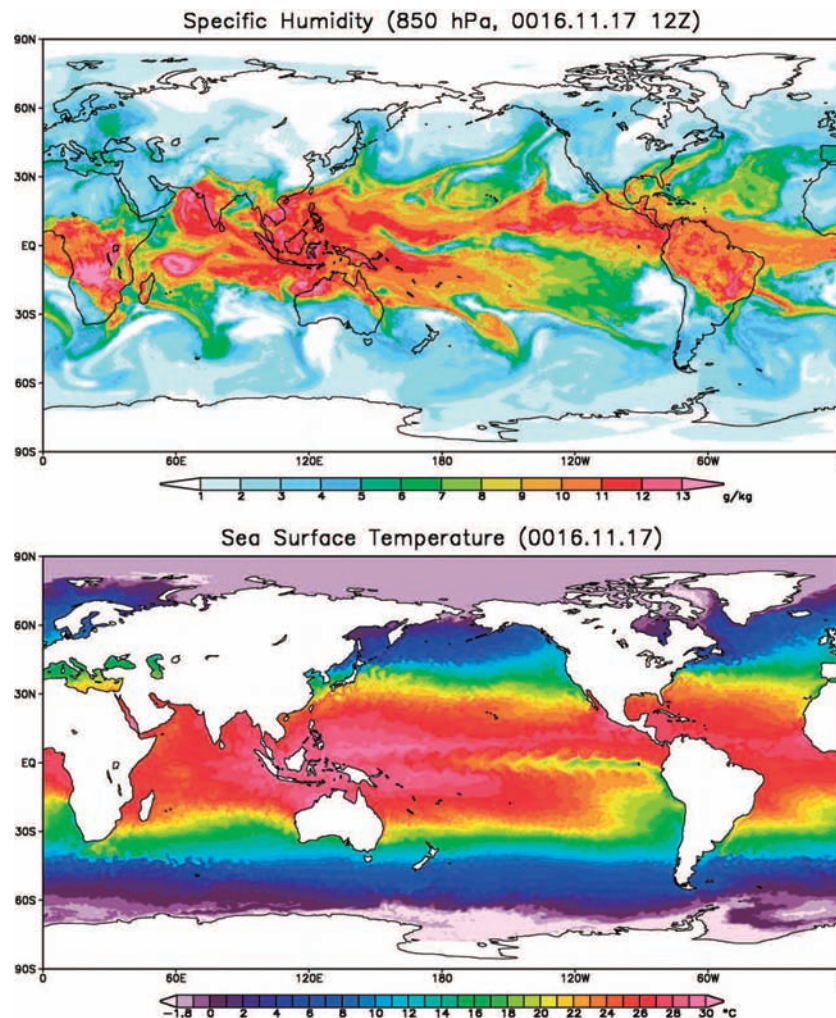 Specific Humidity (850 hPa, 0016.11.17 12Z)
90N
60N
30N
EQ
30S
60S
90S
0 60E 120E 180 120W 60W
1 2 3 4 5 6 7 8 9 10 11 12 13 g/kg
Sea Surface Temperature (0016.11.17)
90N
60N
30N
EQ
30S
60S
90S
0 60E 120E 180 120W 60W
-1.8 0 2 4 6 8 10 12 14 16 18 20 22 24 26 28 30 °C